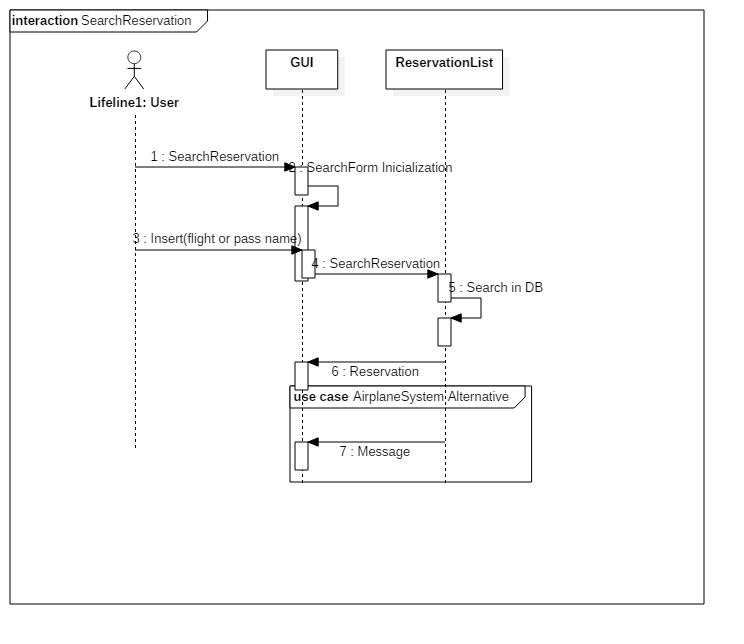 interaction SearchReservation
GUI
ReservationList
Lifeline1: User
1 : SearchReservation
2 : SearchForm Inicialization
3 : Insert(flight or pass name)
4 : SearchReservation
5 : Search in DB
6 : Reservation
use case AirplaneSystem Alternative
7 : Message